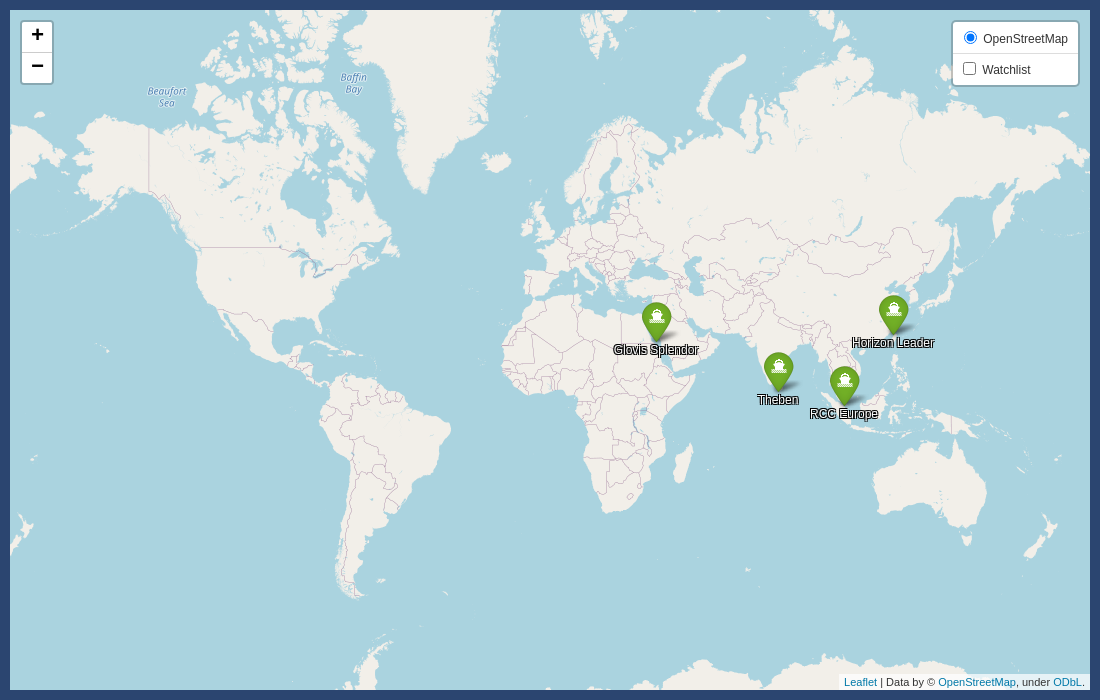 +
−
OpenStreetMap
Watchlist
Beaufort
Sea
Baffin
Bay
Horizon Leader
Glovis Splendor
Theben
RCC Europe
Leaflet | Data by © OpenStreetMap, under ODbL.